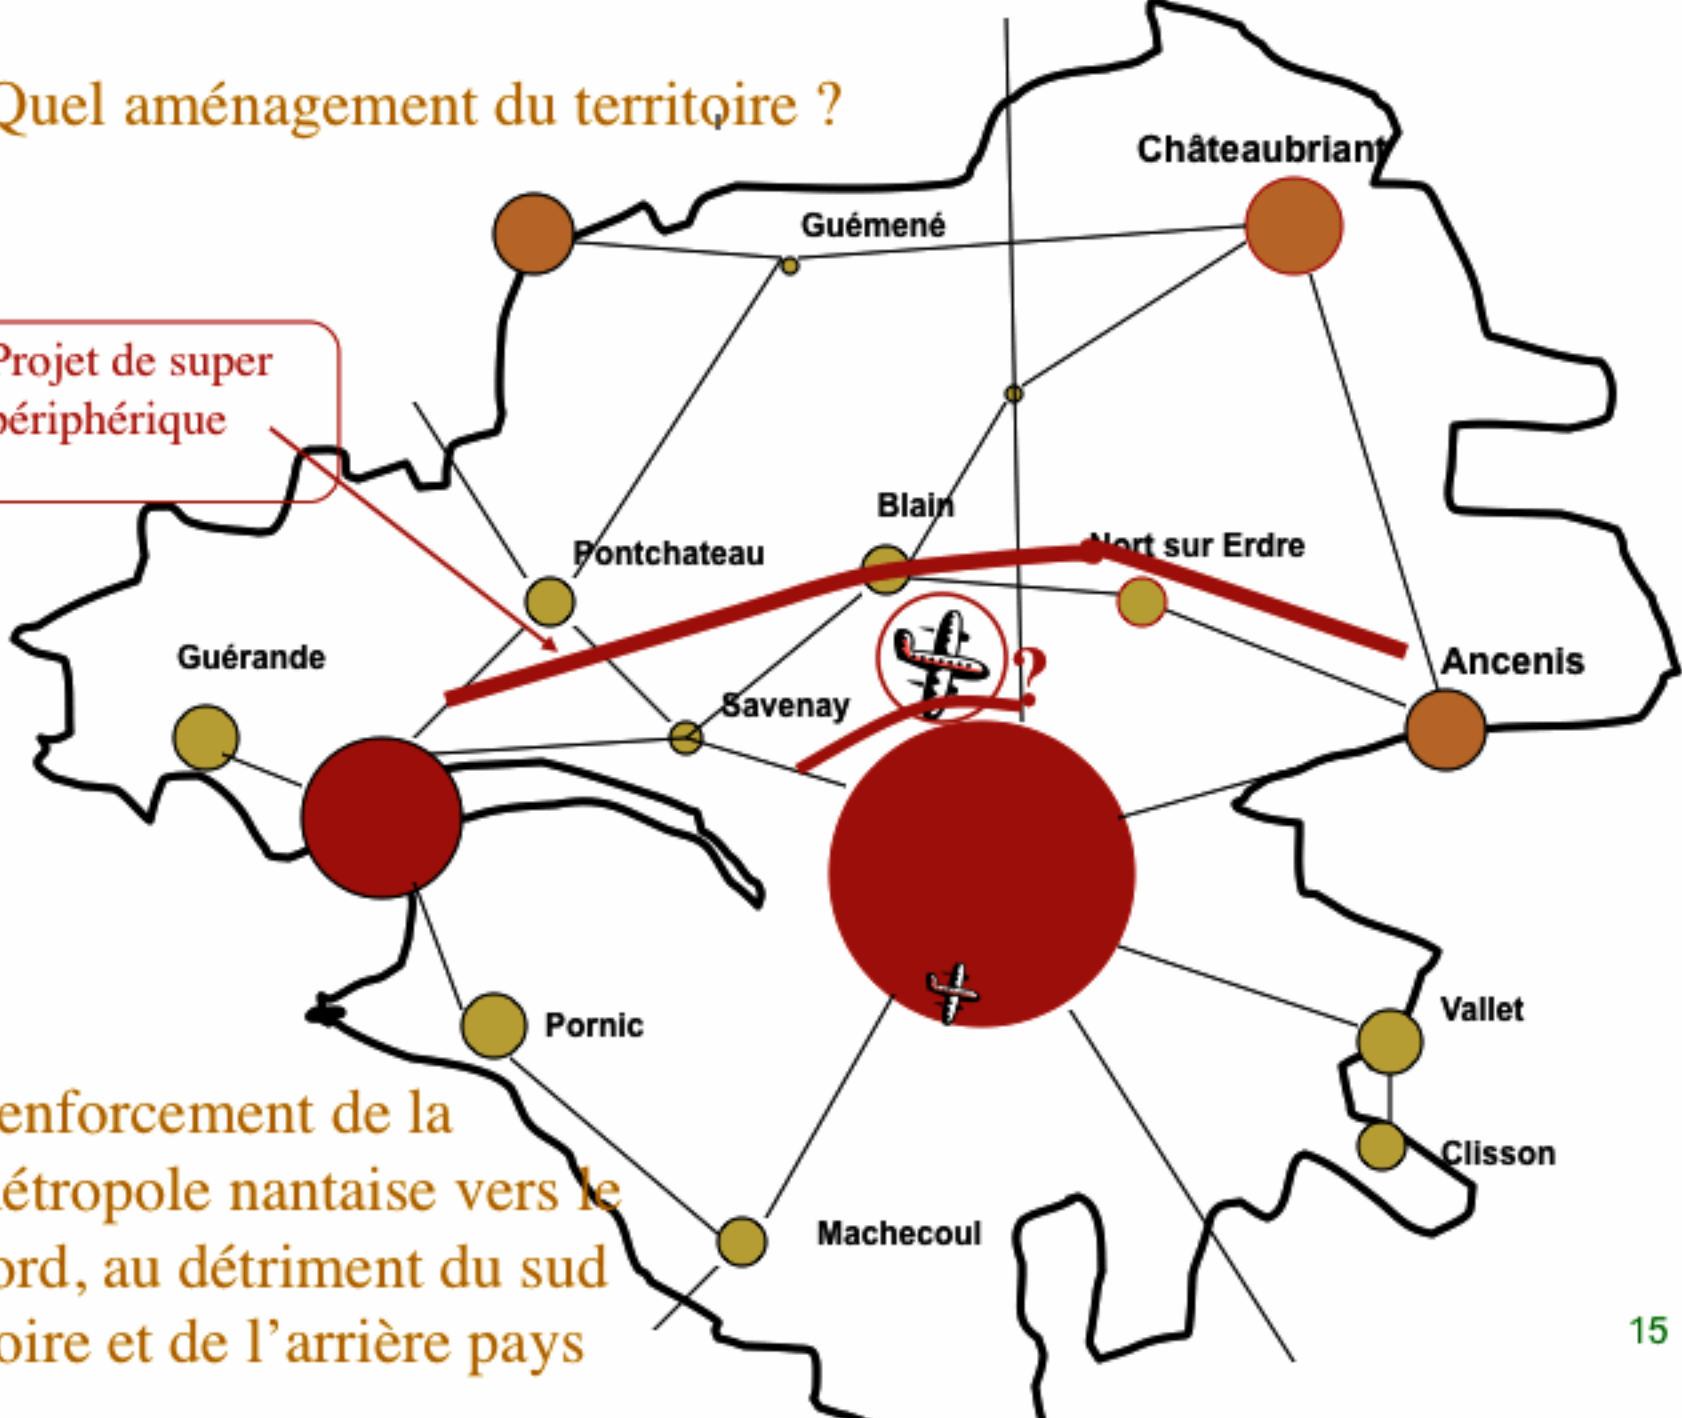 Quel aménagement du territoire ?
Châteaubriant
Guémené
Projet de super
périphérique
Blain
Nort sur Erdre
Pontchateau
Guérande
Ancenis
?
Savenay
Vallet
Pornic
enforcement de la
étropole nantaise vers le
ord, au détriment du sud
oire et de l’arrière pays
Clisson
Machecoul
15